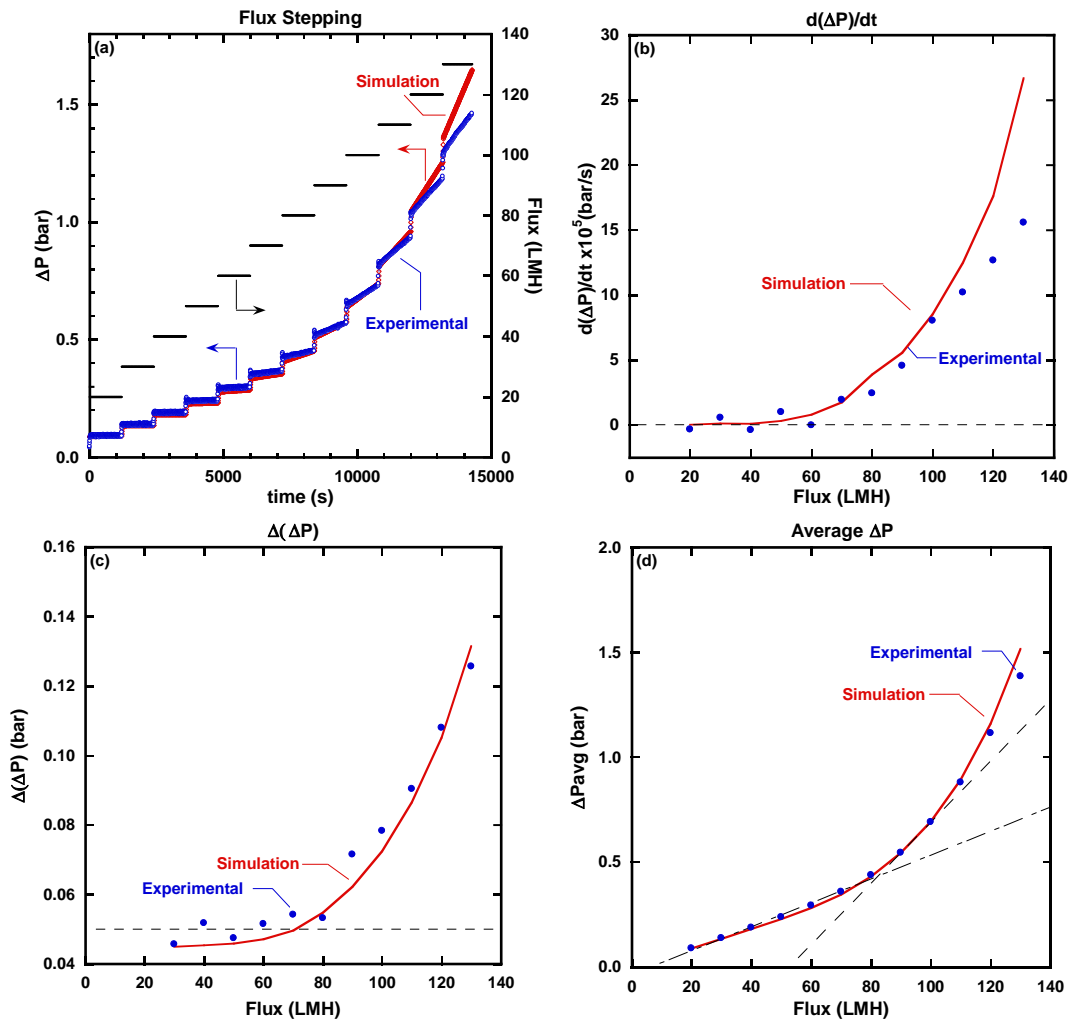 Flux Stepping
(a)
ΔP (bar)
1.5
1.0
0.5
0.0
0
5000
10000
15000
time (s)
140
120
100
80
60
40
20
0
Flux (LMH)
Simulation
Experimental
d(ΔP)/dt
(b)
d(ΔP)/dt x10⁵(bar/s)
30
25
20
15
10
5
0
0
20
40
60
80
100
120
140
Flux (LMH)
Simulation
Experimental
Δ(ΔP)
(c)
Δ(ΔP) (bar)
0.16
0.14
0.12
0.10
0.08
0.06
0.04
0
20
40
60
80
100
120
140
Flux (LMH)
Simulation
Experimental
Average ΔP
(d)
ΔPavg (bar)
2.0
1.5
1.0
0.5
0.0
0
20
40
60
80
100
120
140
Flux (LMH)
Experimental
Simulation